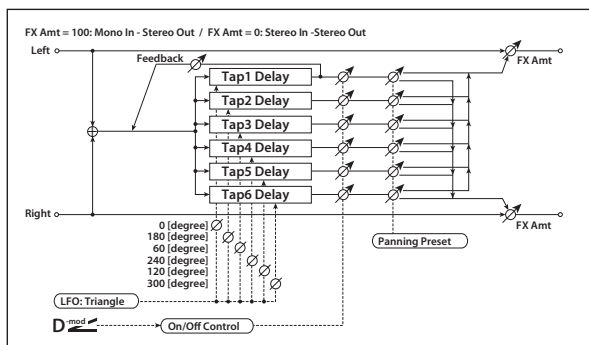 FX Amt = 100: Mono In - Stereo Out / FX Amt = 0: Stereo In -Stereo Out
Left
Feedback
FX Amt
Tap1 Delay
Tap2 Delay
Tap3 Delay
Tap4 Delay
Tap5 Delay
Tap6 Delay
Right
FX Amt
0 [degree]
180 [degree]
60 [degree]
240 [degree]
120 [degree]
300 [degree]
Panning Preset
LFO: Triangle
D-mod
On/Off Control